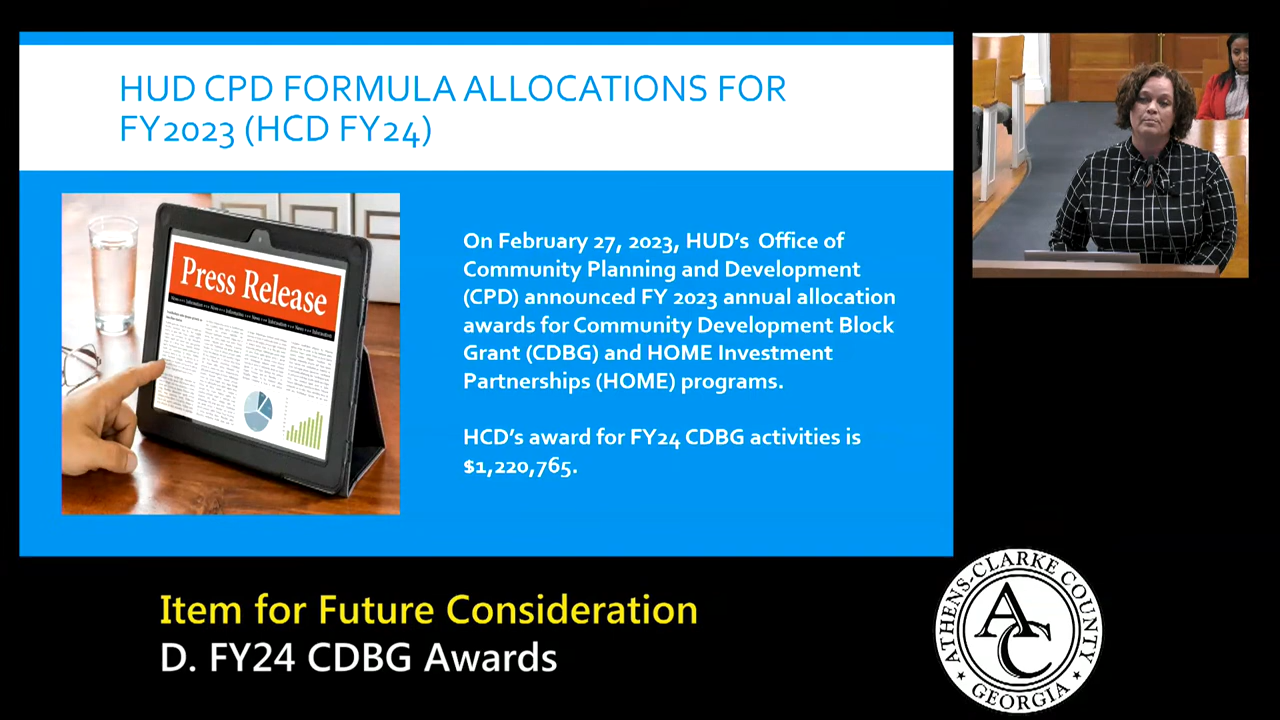 HUD CPD FORMULA ALLOCATIONS FOR
FY2023 (HCD FY24)
Press Release
On February 27, 2023, HUD's Office of
Community Planning and Development
(CPD) announced FY 2023 annual allocation
awards for Community Development Block
Grant (CDBG) and HOME Investment
Partnerships (HOME) programs.
HCD's award for FY24 CDBG activities is
$1,220,765.
Item for Future Consideration
D. FY24 CDBG Awards
ATHENS-CLARKE COUNTY
AC
GEORGIA